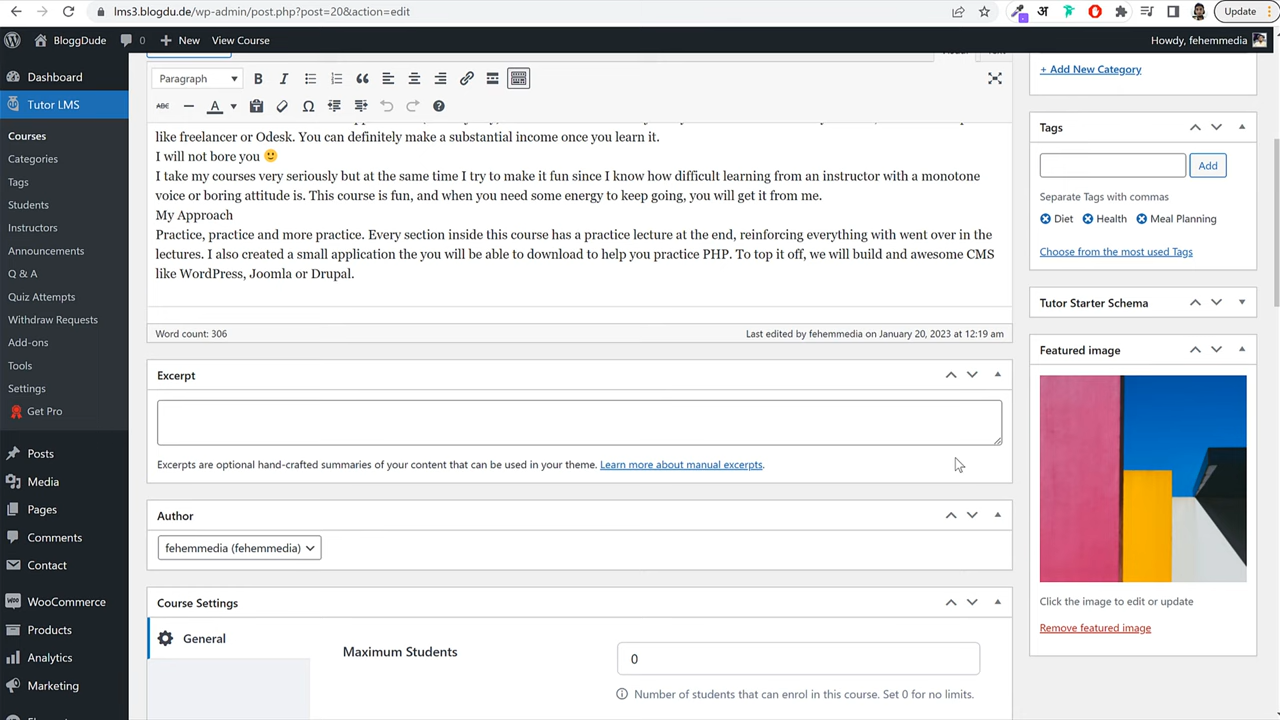 lms3.blogdu.de/wp-admin/post.php?post=20&action=edit
अ
Update
BloggDude
0
New
View Course
Howdy, fehemmedia
Dashboard
Tutor LMS
Courses
Categories
Tags
Students
Instructors
Announcements
Q & A
Quiz Attempts
Withdraw Requests
Add-ons
Tools
Settings
Get Pro
Posts
Media
Pages
Comments
Contact
WooCommerce
Products
Analytics
Marketing
Paragraph
B I
ABC
A
Ω
like freelancer or Odesk. You can definitely make a substantial income once you learn it.
I will not bore you 🙂
I take my courses very seriously but at the same time I try to make it fun since I know how difficult learning from an instructor with a monotone
voice or boring attitude is. This course is fun, and when you need some energy to keep going, you will get it from me.
My Approach
Practice, practice and more practice. Every section inside this course has a practice lecture at the end, reinforcing everything with went over in the
lectures. I also created a small application the you will be able to download to help you practice PHP. To top it off, we will build and awesome CMS
like WordPress, Joomla or Drupal.
Word count: 306
Last edited by fehemmedia on January 20, 2023 at 12:19 am
Excerpt
Excerpts are optional hand-crafted summaries of your content that can be used in your theme. Learn more about manual excerpts.
Author
fehemmedia (fehemmedia)
Course Settings
General
Maximum Students
0
Number of students that can enrol in this course. Set 0 for no limits.
+ Add New Category
Tags
Add
Separate Tags with commas
Diet
Health
Meal Planning
Choose from the most used Tags
Tutor Starter Schema
Featured image
Click the image to edit or update
Remove featured image